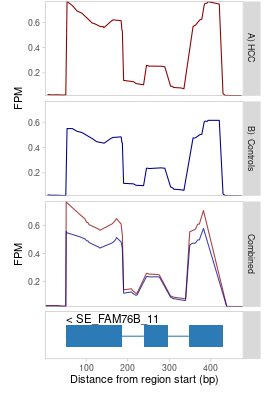 0.6
0.4
0.2
A) HCC
FPM
0.6
0.4
0.2
B) Controls
0.6
0.4
0.2
Combined
FPM
< SE_FAM76B_11
100
200
300
400
Distance from region start (bp)